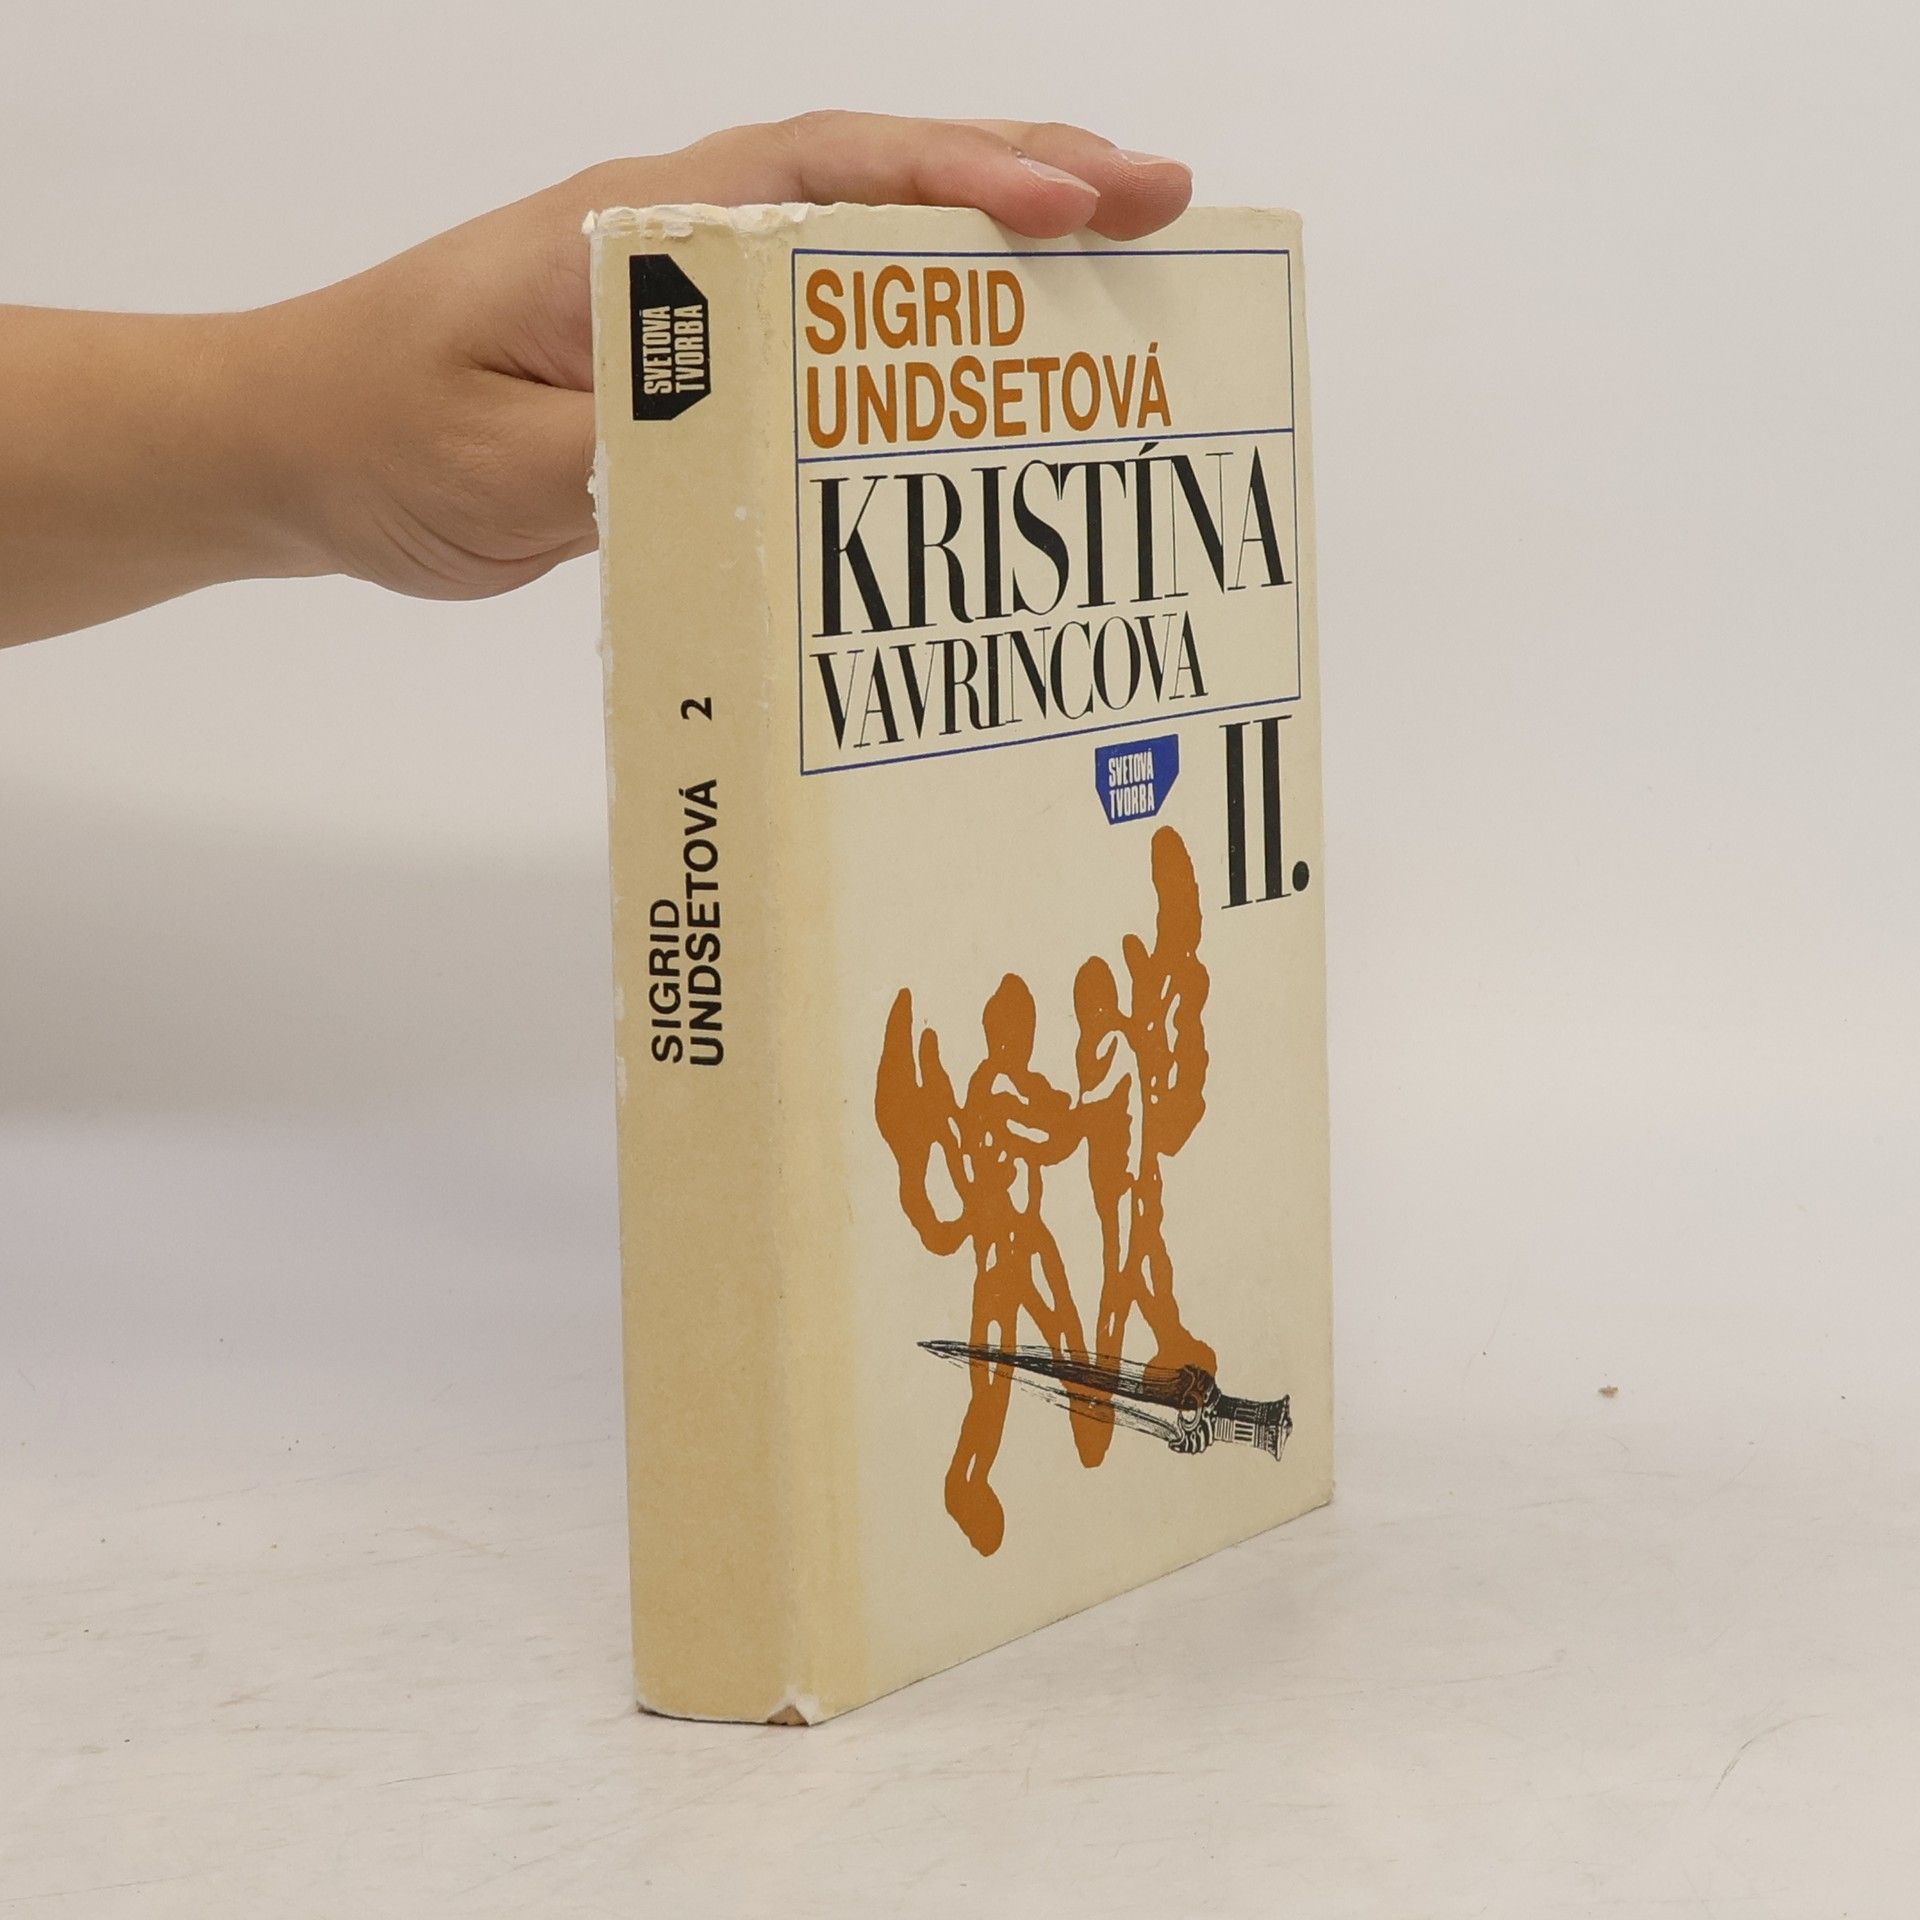 SVETOVÁ
TVORBA
SIGRID
UNDSETOVÁ 2
SIGRID
UNDSETOVÁ
KRISTÍNA
VAVRINCOVA
SVETOVÁ
TVORBA
II.